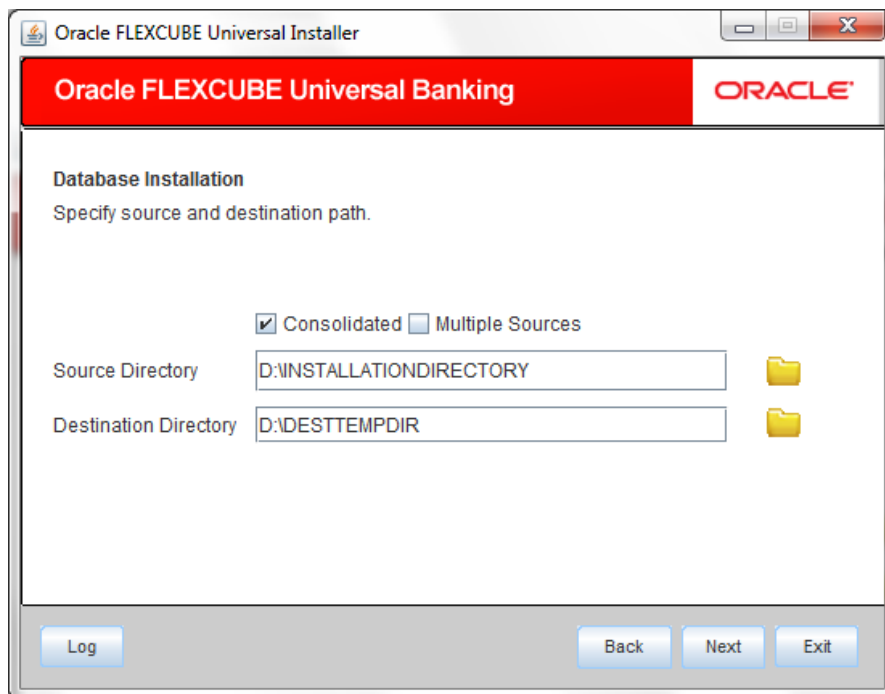 Oracle FLEXCUBE Universal Installer
Oracle FLEXCUBE Universal Banking
ORACLE
Database Installation
Specify source and destination path.
Consolidated Multiple Sources
Source Directory D:\INSTALLATIONDIRECTORY
Destination Directory D:\DESTTEMPDIR
Log Back Next Exit